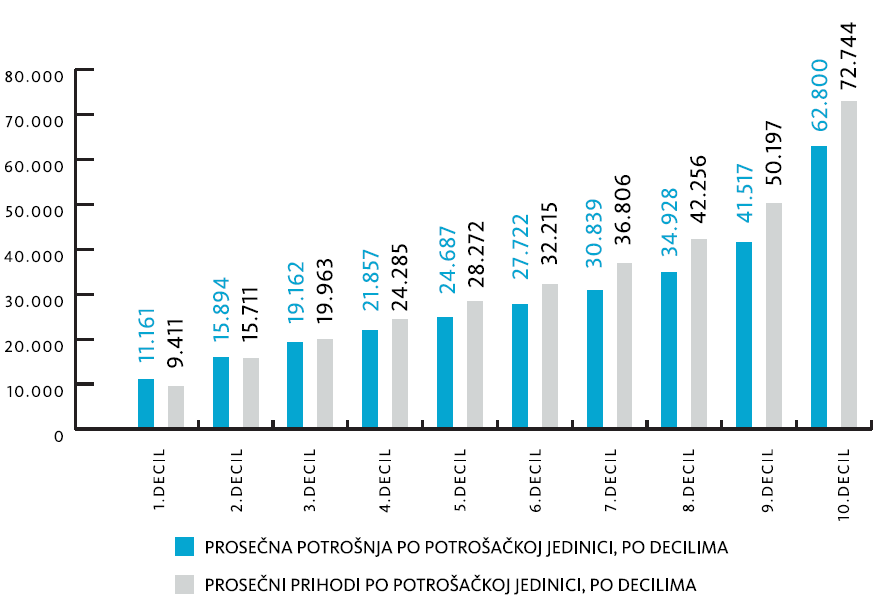 80.000
70.000
60.000
50.000
40.000
30.000
20.000
10.000
0
11.161
9.411
15.894
15.711
19.162
19.963
21.857
24.285
24.687
28.272
27.722
32.215
30.839
36.806
34.928
42.256
41.517
50.197
62.800
72.744
1.DECIL
2.DECIL
3.DECIL
4.DECIL
5.DECIL
6.DECIL
7.DECIL
8.DECIL
9.DECIL
10.DECIL
PROSEČNA POTROŠNJA PO POTROŠAČKOJ JEDINICI, PO DECILIMA
PROSEČNI PRIHODI PO POTROŠAČKOJ JEDINICI, PO DECILIMA